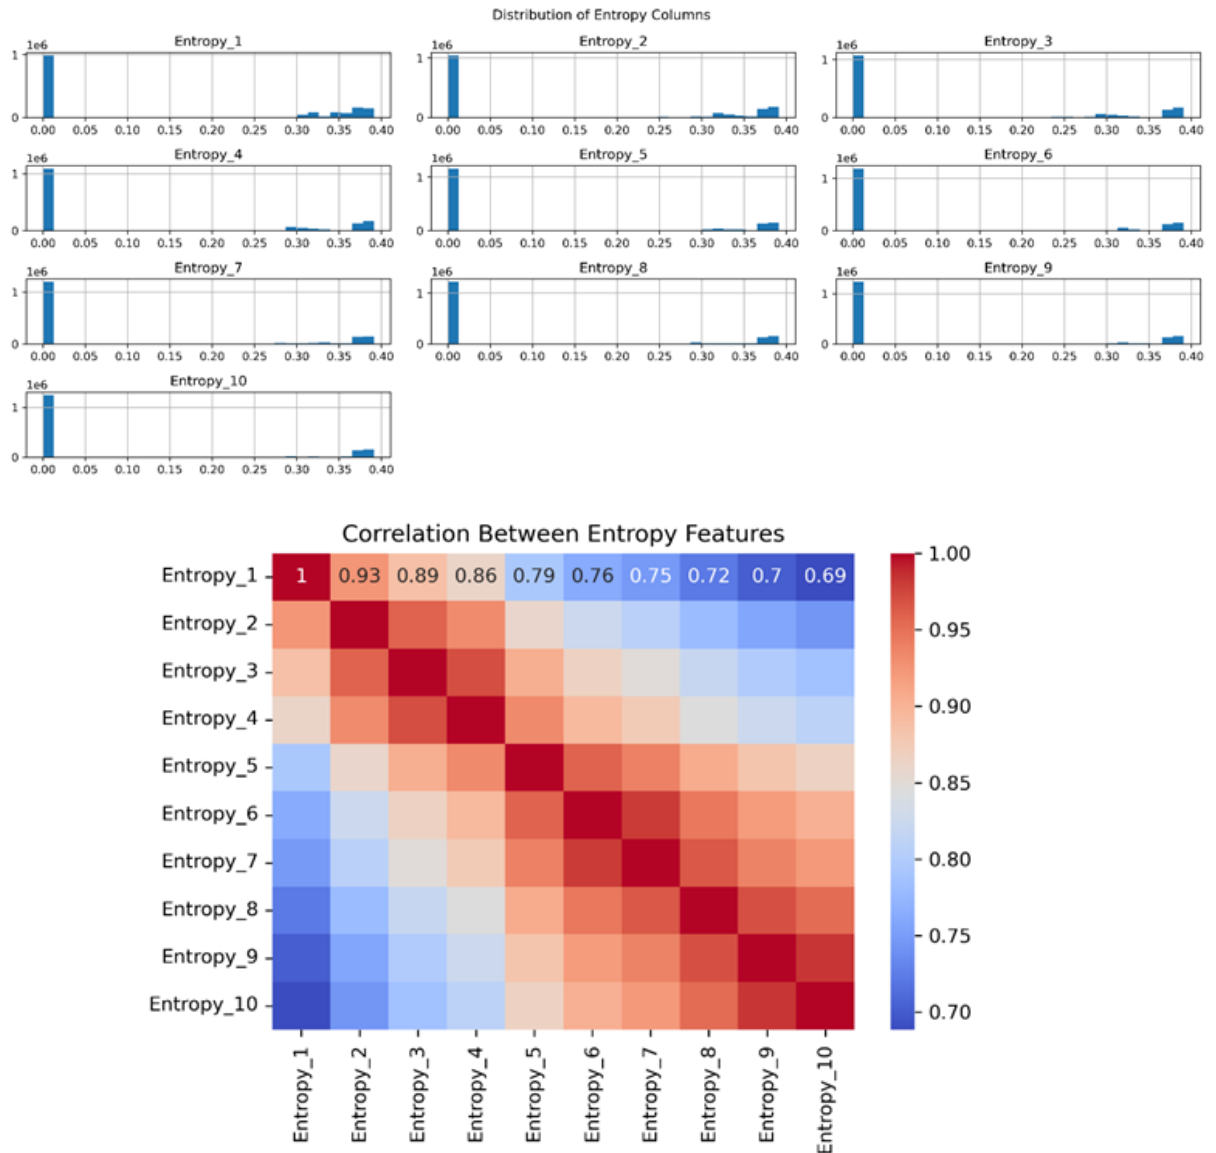 Distribution of Entropy Columns
Entropy_1 Entropy_2 Entropy_3
1e6 1e6 1e6
1 1 1
0 0 0
0.00 0.05 0.10 0.15 0.20 0.25 0.30 0.35 0.40 0.00 0.05 0.10 0.15 0.20 0.25 0.30 0.35 0.40 0.00 0.05 0.10 0.15 0.20 0.25 0.30 0.35 0.40
Entropy_4 Entropy_5 Entropy_6
1e6 1e6 1e6
1 1 1
0 0 0
0.00 0.05 0.10 0.15 0.20 0.25 0.30 0.35 0.40 0.00 0.05 0.10 0.15 0.20 0.25 0.30 0.35 0.40 0.00 0.05 0.10 0.15 0.20 0.25 0.30 0.35 0.40
Entropy_7 Entropy_8 Entropy_9
1e6 1e6 1e6
1 1 1
0 0 0
0.00 0.05 0.10 0.15 0.20 0.25 0.30 0.35 0.40 0.00 0.05 0.10 0.15 0.20 0.25 0.30 0.35 0.40 0.00 0.05 0.10 0.15 0.20 0.25 0.30 0.35 0.40
Entropy_10
1e6
1
0
0.00 0.05 0.10 0.15 0.20 0.25 0.30 0.35 0.40
Correlation Between Entropy Features
Entropy_1 1 0.93 0.89 0.86 0.79 0.76 0.75 0.72 0.7 0.69
Entropy_2
Entropy_3
Entropy_4
Entropy_5
Entropy_6
Entropy_7
Entropy_8
Entropy_9
Entropy_10
Entropy_1 Entropy_2 Entropy_3 Entropy_4 Entropy_5 Entropy_6 Entropy_7 Entropy_8 Entropy_9 Entropy_10
1.00
0.95
0.90
0.85
0.80
0.75
0.70